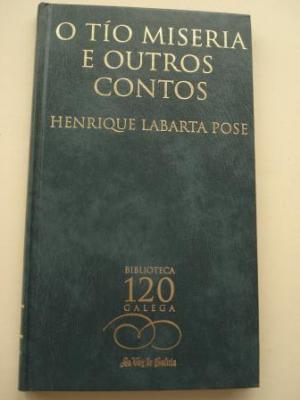 O TÍO MISERIA
E OUTROS
CONTOS
HENRIQUE LABARTA POSE
BIBLIOTECA
120
GALEGA
La Voz de Galicia